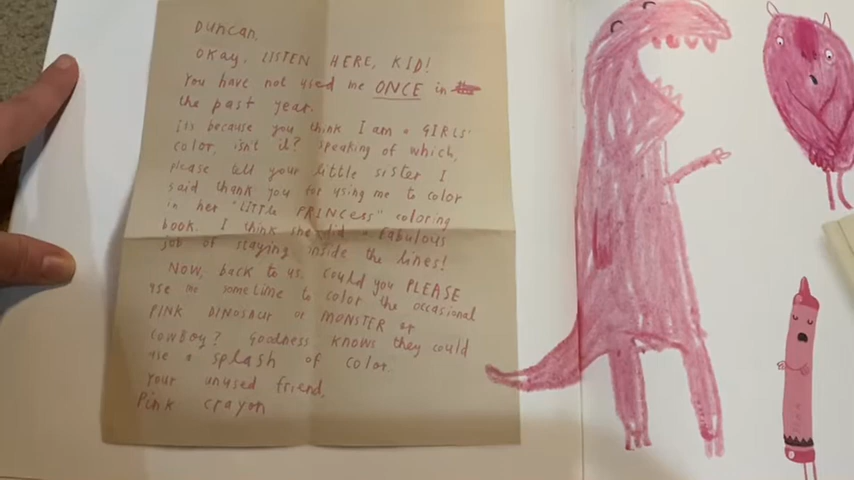 Duncan,
Okay, LISTEN HERE, KID!
You have not used me ONCE in
the past year.
It's because you think I am a GIRLS'
color, isn't it? speaking of which,
please tell your little sister I
said thank you for using me to color
in her "LITTLE PRINCESS" coloring
book. I think she did a fabulous
job of staying inside the lines!
Now, back to us. Could you PLEASE
use me sometime to color the occasional
PINK DINOSAUR or MONSTER or
COWBOY? Goodness knows they could
use a splash of color.
Your unused friend,
Pink crayon